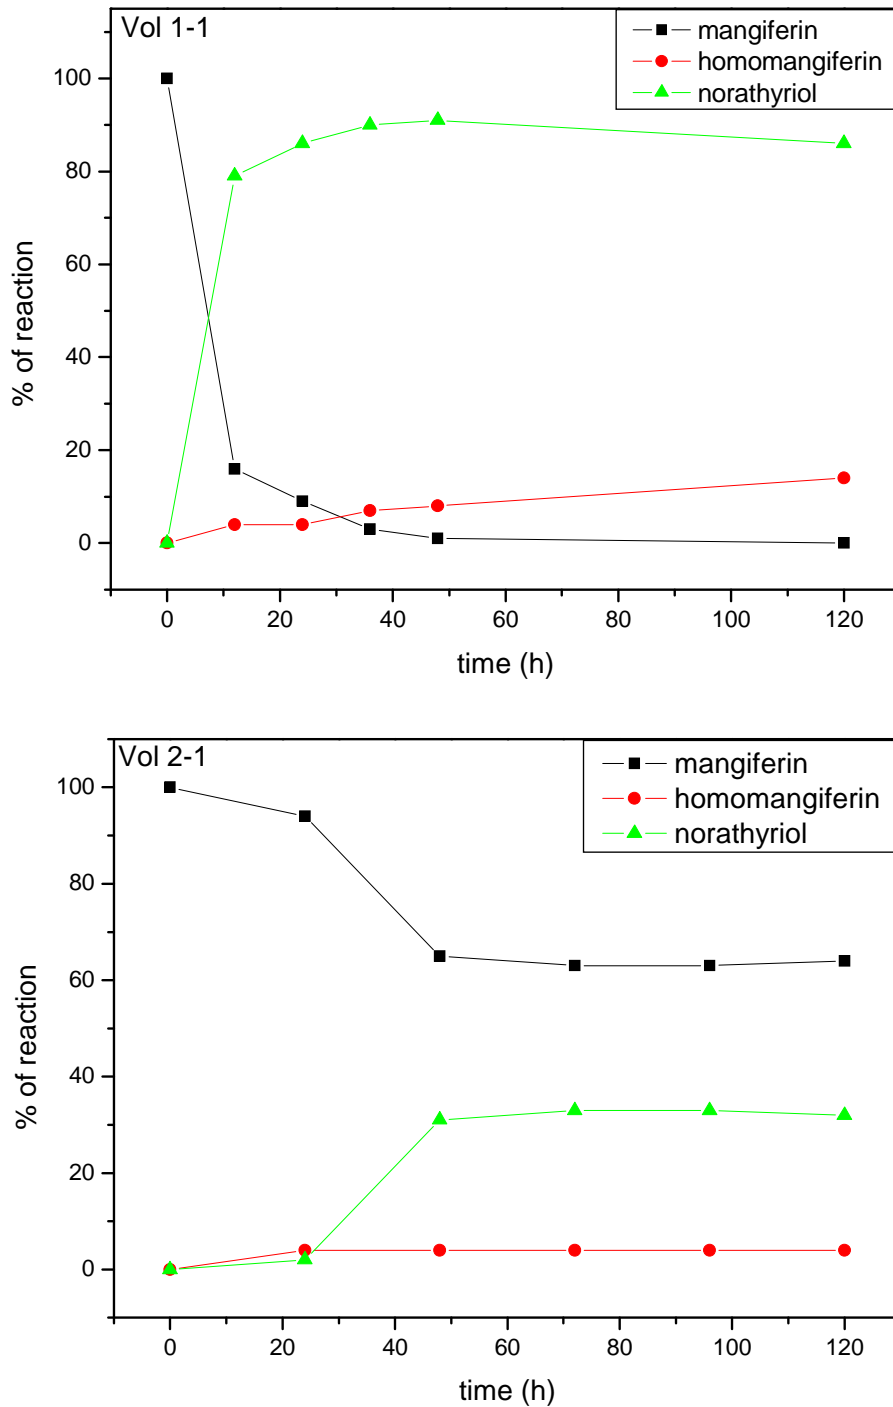 Vol 1-1
mangiferin
homomangiferin
norathyriol
100
80
60
40
20
0
% of reaction
0 20 40 60 80 100 120
time (h)
Vol 2-1
mangiferin
homomangiferin
norathyriol
100
80
60
40
20
0
% of reaction
0 20 40 60 80 100 120
time (h)